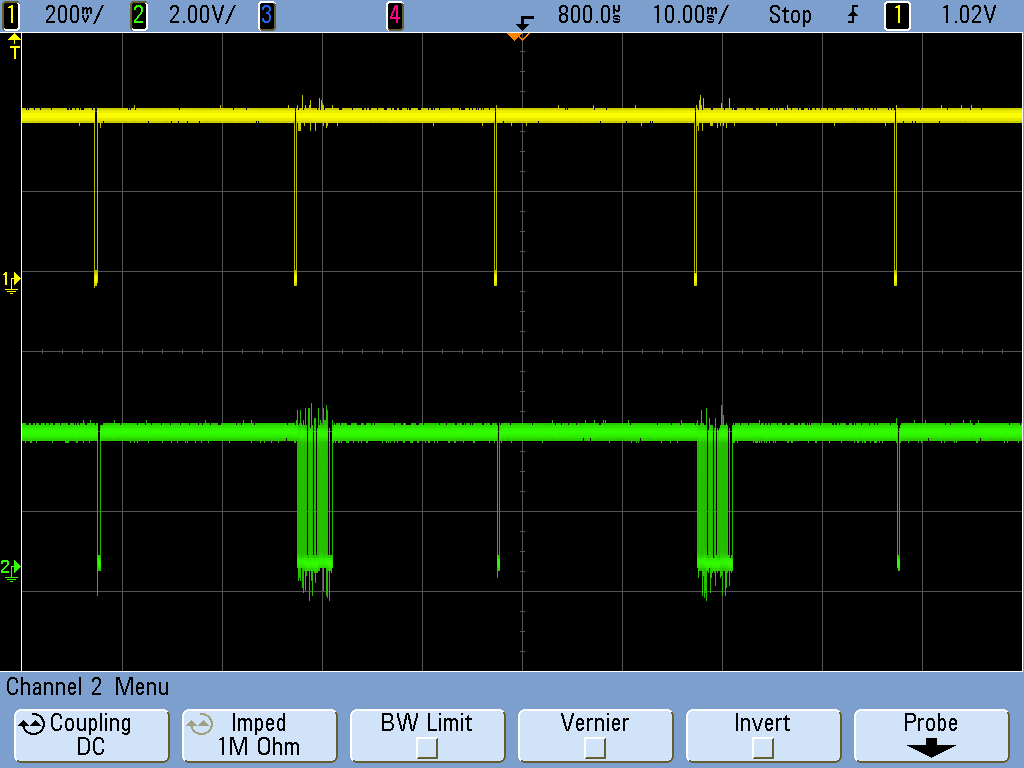 1 200㎷/ 2 2.00V/ 3 4 800.0㎲ 10.00㎳/ Stop 1 1.02V
T
1
2
Channel 2 Menu
Coupling Imped BW Limit Vernier Invert Probe
DC 1M Ohm